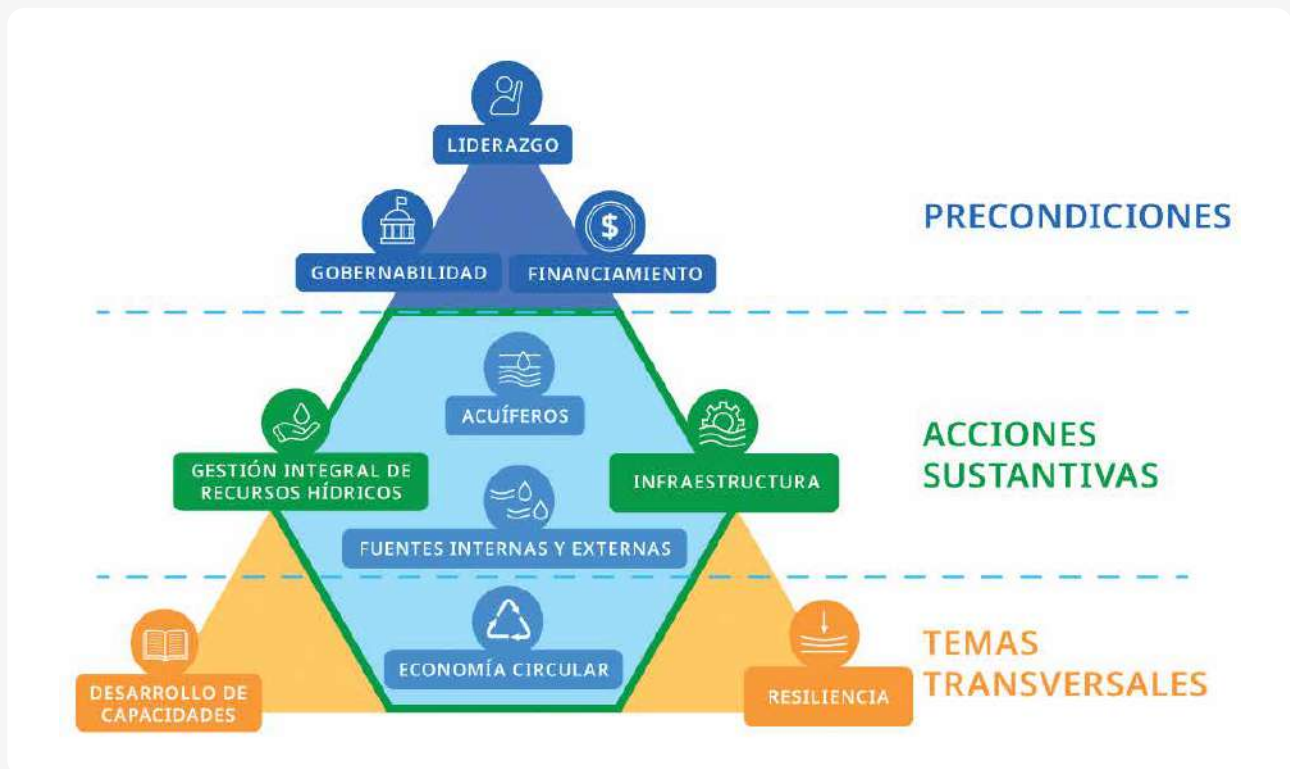 LIDERAZGO
PRECONDICIONES
GOBERNABILIDAD
$
FINANCIAMIENTO
ACUÍFEROS
ACCIONES
SUSTANTIVAS
GESTIÓN INTEGRAL DE
RECURSOS HÍDRICOS
INFRAESTRUCTURA
FUENTES INTERNAS Y EXTERNAS
ECONOMÍA CIRCULAR
TEMAS
TRANSVERSALES
DESARROLLO DE
CAPACIDADES
RESILIENCIA